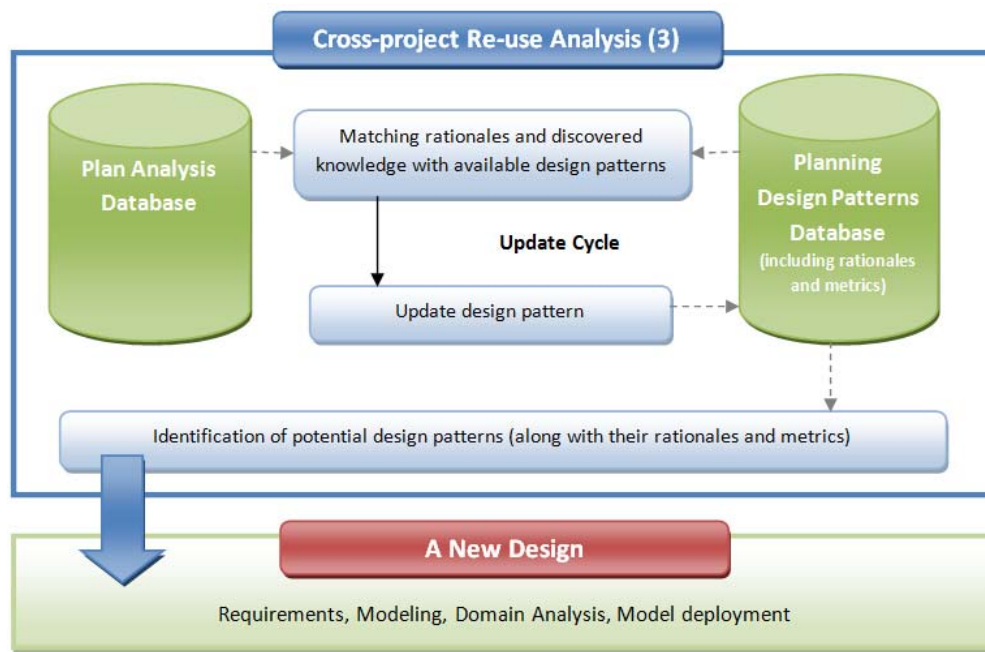 Cross-project Re-use Analysis (3)
Plan Analysis
Database
Matching rationales and discovered
knowledge with available design patterns
Planning
Design Patterns
Database
(including rationales
and metrics)
Update Cycle
Update design pattern
Identification of potential design patterns (along with their rationales and metrics)
A New Design
Requirements, Modeling, Domain Analysis, Model deployment